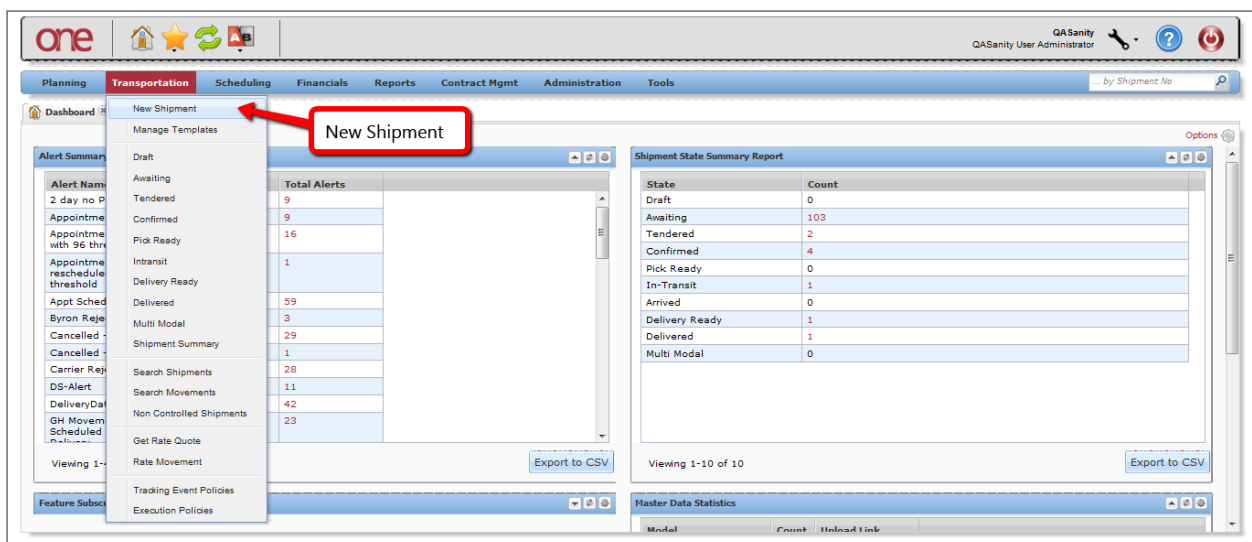 one
AB
QASanity
QASanity User Administrator
Planning Transportation Scheduling Financials Reports Contract Mgmt Administration Tools
... by Shipment No
Dashboard
Options
New Shipment
Manage Templates
Draft
Awaiting
Tendered
Confirmed
Pick Ready
Intransit
Delivery Ready
Delivered
Multi Modal
Shipment Summary
Search Shipments
Search Movements
Non Controlled Shipments
Get Rate Quote
Rate Movement
Tracking Event Policies
Execution Policies
New Shipment
Alert Summary
Alert Nam Total Alerts
2 day no P 9
Appointme 9
Appointme 16
with 96 thre
Appointme 1
reschedule
threshold
Appt Sched 59
Byron Reje 3
Cancelled - 29
Cancelled - 1
Carrier Reje 28
DS-Alert 11
DeliveryDat 42
GH Movem 23
Scheduled
Delivery
Viewing 1-4
Export to CSV
Shipment State Summary Report
State Count
Draft 0
Awaiting 103
Tendered 2
Confirmed 4
Pick Ready 0
In-Transit 1
Arrived 0
Delivery Ready 1
Delivered 1
Multi Modal 0
Viewing 1-10 of 10
Export to CSV
Feature Subscr
Master Data Statistics
Model Count Upload Link